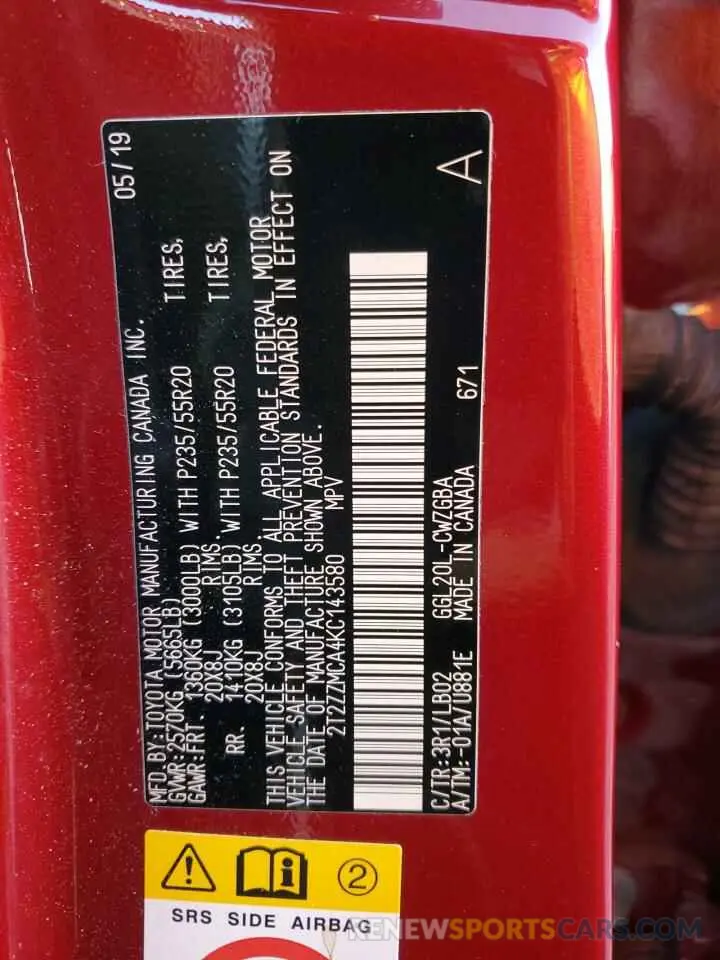 MFD.BY:TOYOTA MOTOR MANUFACTURING CANADA INC. 05/19
GVWR:2570KG (5665LB)
GAWR:FRT. 1360KG (3000LB) WITH P235/55R20 TIRES,
20X8J RIMS,
RR. 1410KG (3105LB) WITH P235/55R20 TIRES,
20X8J RIMS.
THIS VEHICLE CONFORMS TO ALL APPLICABLE FEDERAL MOTOR
VEHICLE SAFETY AND THEFT PREVENTION STANDARDS IN EFFECT ON
THE DATE OF MANUFACTURE SHOWN ABOVE.
2T2ZZMCA4KC143580 MPV
C/TR:3R1/LB02 GGL20L-CWZGBA
A/TM:-01A/U881E MADE IN CANADA 671 A
2
SRS SIDE AIRBAG
RENEWSPORTSCARS.COM